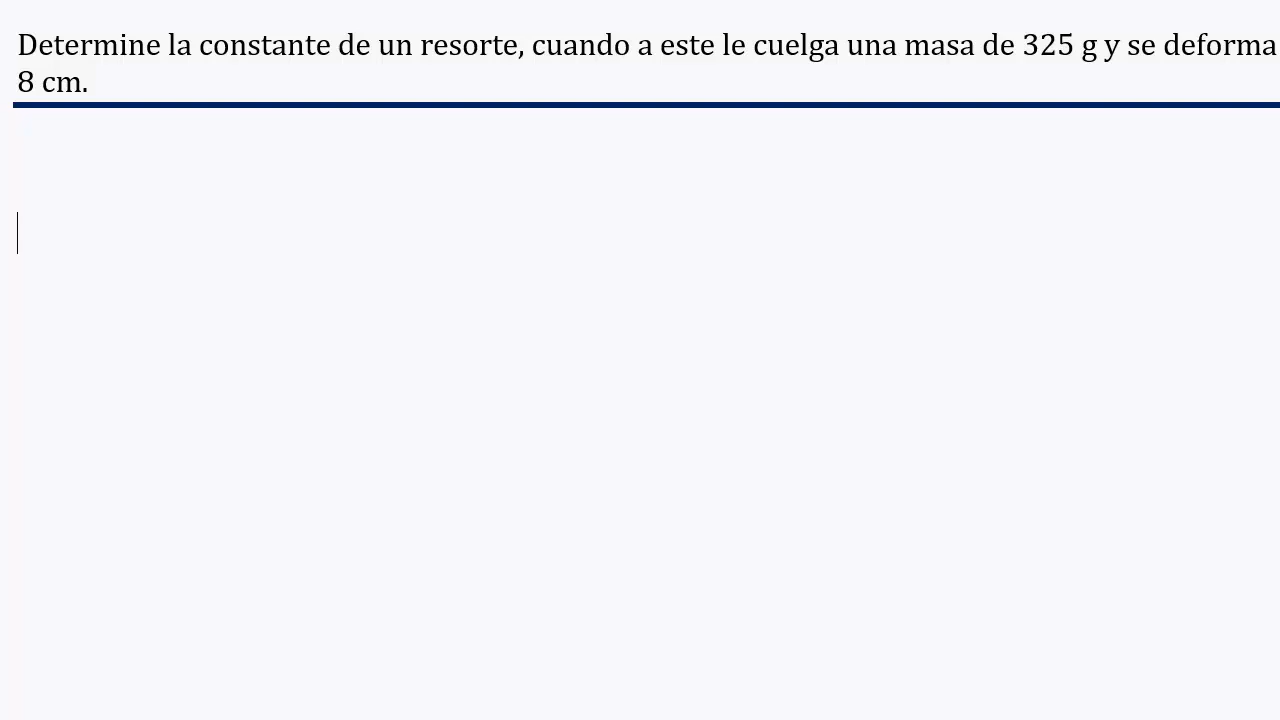 Determine la constante de un resorte, cuando a este le cuelga una masa de 325 g y se deforma
8 cm.